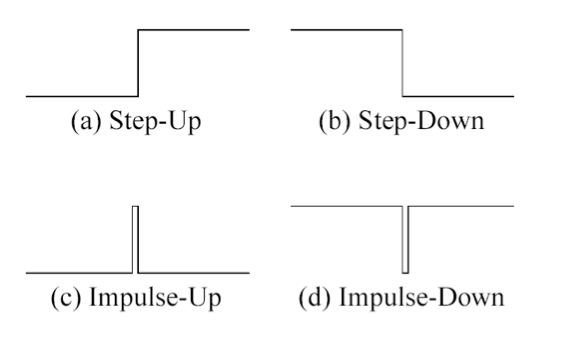 (a) Step-Up
(b) Step-Down
(c) Impulse-Up
(d) Impulse-Down